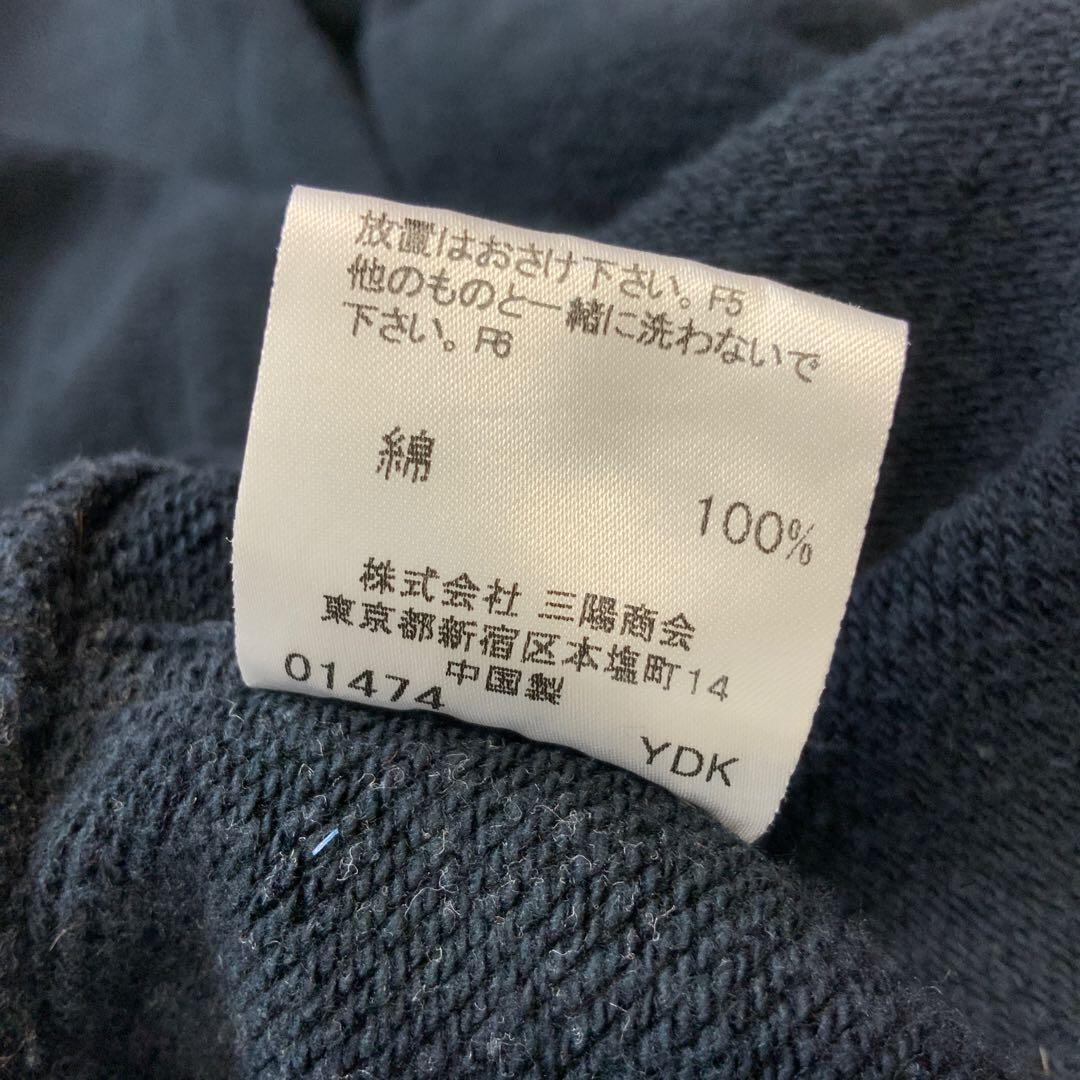 放置はおさけ下さい。F5
他のものと一緒に洗わないで
下さい。F6
綿
100%
株式会社 三陽商会
東京都新宿区本塩町14
中国製
01474
YDK